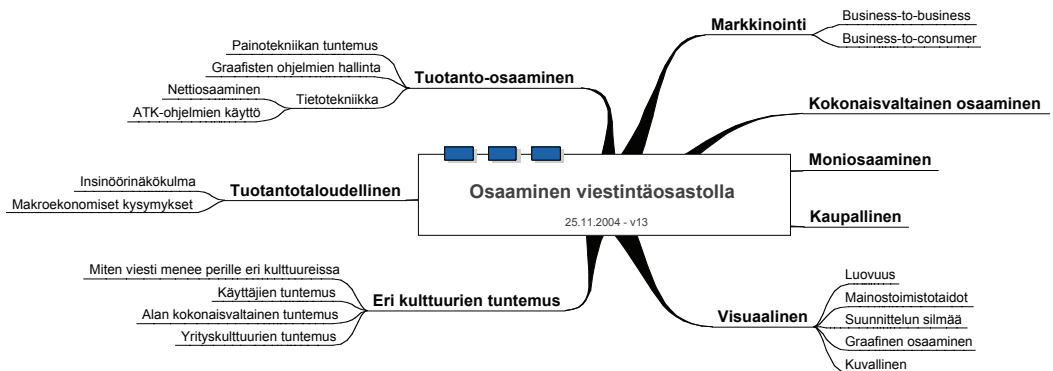 Osaaminen viestintäosastolla
25.11.2004 - v13
Markkinointi
Business-to-business
Business-to-consumer
Kokonaisvaltainen osaaminen
Moniosaaminen
Kaupallinen
Visuaalinen
Luovuus
Mainostoimistotaidot
Suunnittelun silmää
Graafinen osaaminen
Kuvallinen
Eri kulttuurien tuntemus
Miten viesti menee perille eri kulttuureissa
Käyttäjien tuntemus
Alan kokonaisvaltainen tuntemus
Yrityskulttuurien tuntemus
Tuotantotaloudellinen
Insinöörinäkökulma
Makroekonomiset kysymykset
Tuotanto-osaaminen
Painotekniikan tuntemus
Graafisten ohjelmien hallinta
Tietotekniikka
Nettiosaaminen
ATK-ohjelmien käyttö